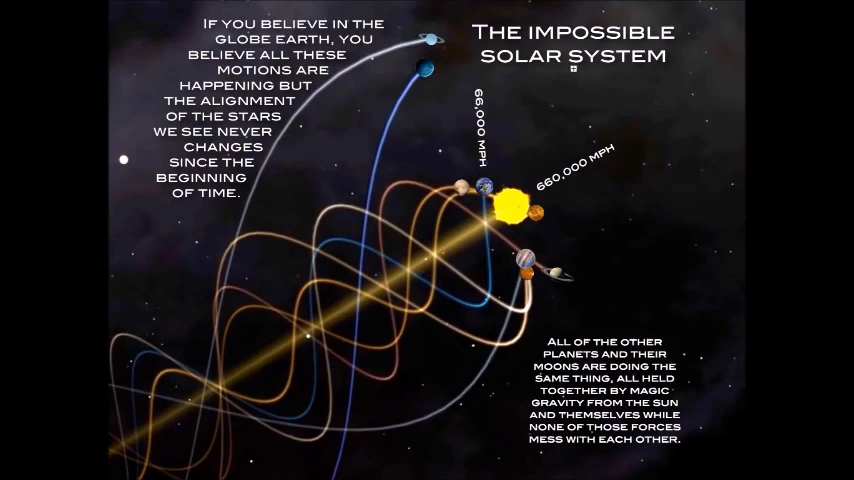 IF YOU BELIEVE IN THE
GLOBE EARTH, YOU
BELIEVE ALL THESE
MOTIONS ARE
HAPPENING BUT
THE ALIGNMENT
OF THE STARS
WE SEE NEVER
CHANGES
SINCE THE
BEGINNING
OF TIME.
THE IMPOSSIBLE
SOLAR SYSTEM
66,000 MPH
660,000 MPH
ALL OF THE OTHER
PLANETS AND THEIR
MOONS ARE DOING THE
SAME THING, ALL HELD
TOGETHER BY MAGIC
GRAVITY FROM THE SUN
AND THEMSELVES WHILE
NONE OF THOSE FORCES
MESS WITH EACH OTHER.